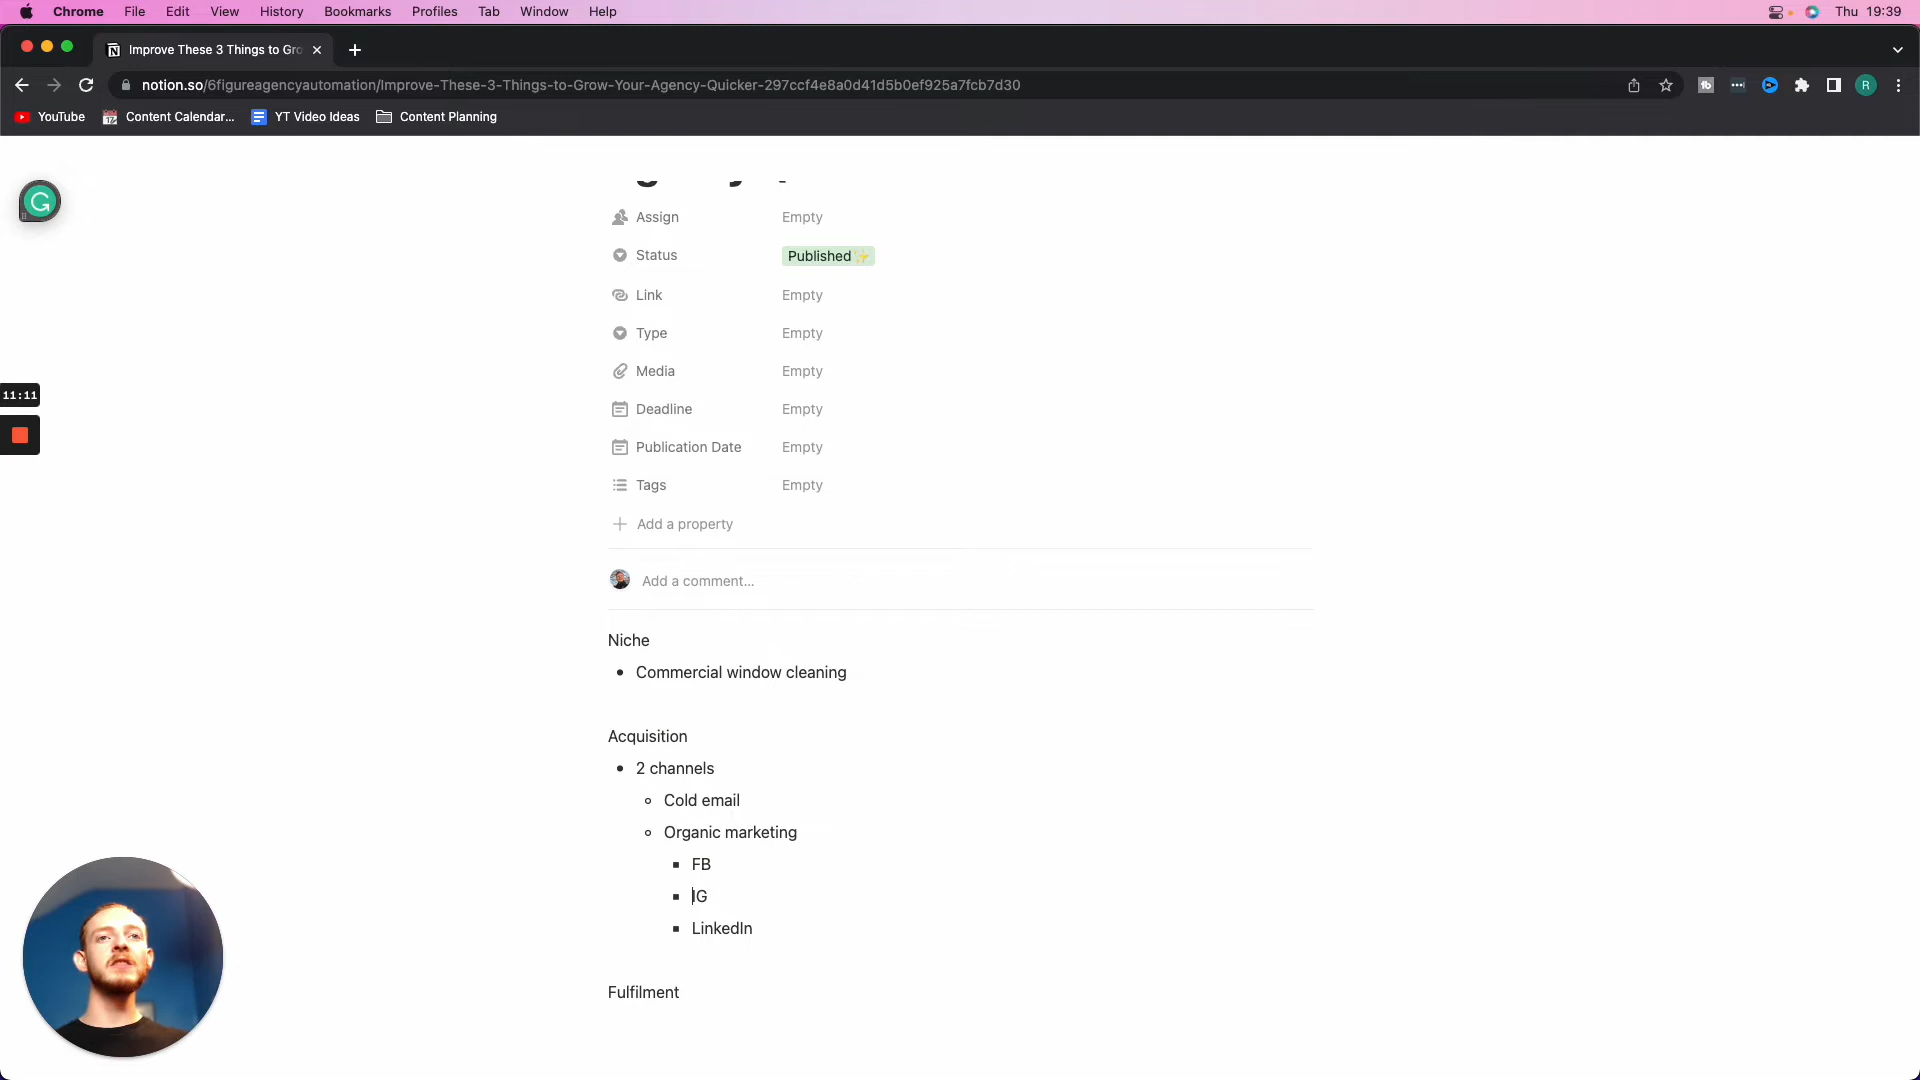 Chrome File Edit View History Bookmarks Profiles Tab Window Help Thu 19:39
Improve These 3 Things to Gro
notion.so/6figureagencyautomation/Improve-These-3-Things-to-Grow-Your-Agency-Quicker-297ccf4e8a0d41d5b0ef925a7fcb7d30
R
YouTube Content Calendar... YT Video Ideas Content Planning
Assign Empty
Status Published✨
Link Empty
Type Empty
Media Empty
11:11
Deadline Empty
Publication Date Empty
Tags Empty
Add a property
Add a comment...
Niche
• Commercial window cleaning
Acquisition
• 2 channels
Cold email
Organic marketing
FB
IG
LinkedIn
Fulfilment